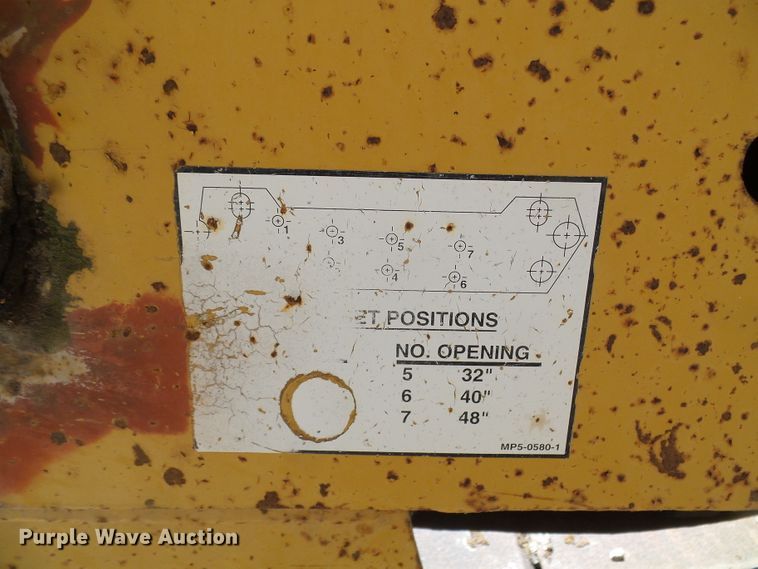 1
3
5
7
4
6
ET POSITIONS
NO. OPENING
5 32"
6 40"
7 48"
MP5-0580-1
Purple Wave Auction®